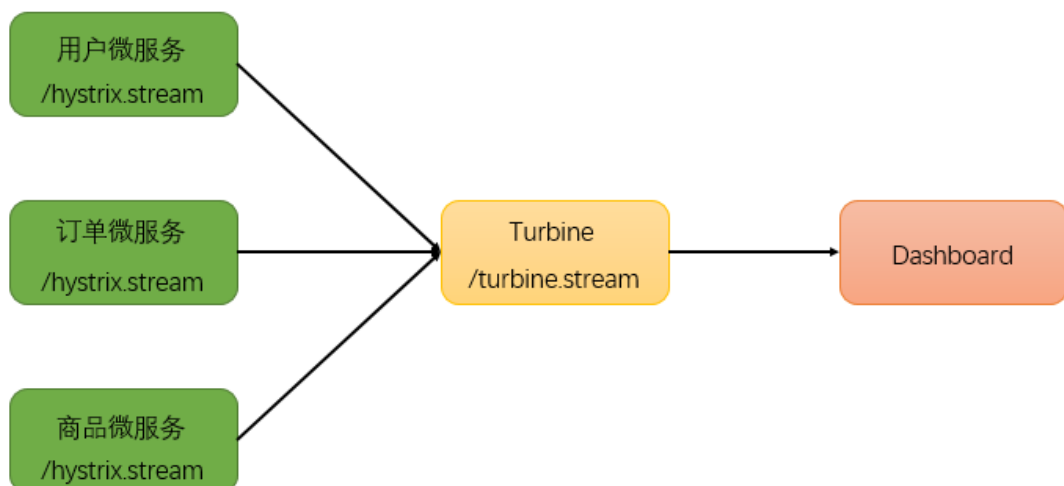 用户微服务
/hystrix.stream
订单微服务
/hystrix.stream
商品微服务
/hystrix.stream
Turbine
/turbine.stream
Dashboard